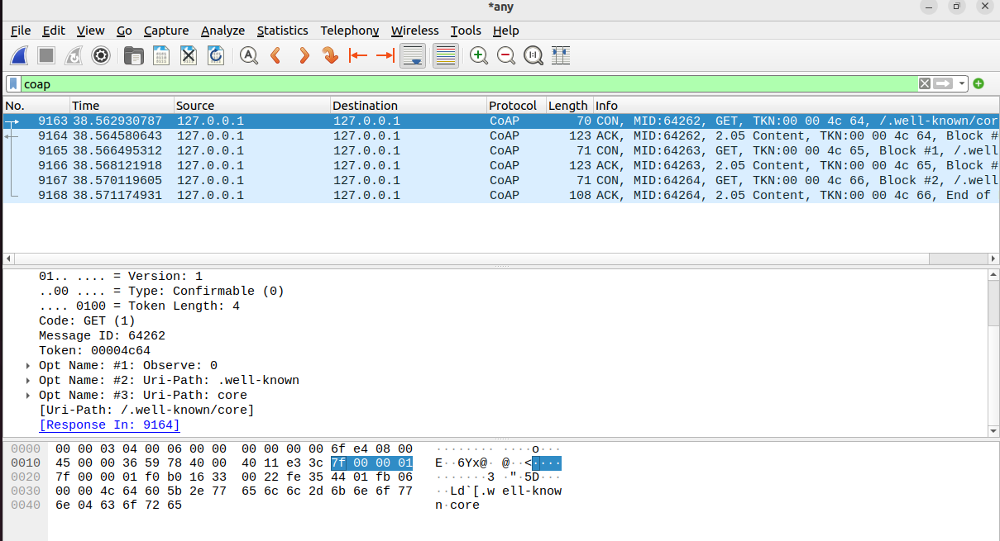 *any
File Edit View Go Capture Analyze Statistics Telephony Wireless Tools Help
coap
No. Time Source Destination Protocol Length Info
9163 38.562930787 127.0.0.1 127.0.0.1 CoAP 70 CON, MID:64262, GET, TKN:00 00 4c 64, /.well-known/cor
9164 38.564580643 127.0.0.1 127.0.0.1 CoAP 123 ACK, MID:64262, 2.05 Content, TKN:00 00 4c 64, Block #
9165 38.566495312 127.0.0.1 127.0.0.1 CoAP 71 CON, MID:64263, GET, TKN:00 00 4c 65, Block #1, /.well
9166 38.568121918 127.0.0.1 127.0.0.1 CoAP 123 ACK, MID:64263, 2.05 Content, TKN:00 00 4c 65, Block #
9167 38.570119605 127.0.0.1 127.0.0.1 CoAP 71 CON, MID:64264, GET, TKN:00 00 4c 66, Block #2, /.well
9168 38.571174931 127.0.0.1 127.0.0.1 CoAP 108 ACK, MID:64264, 2.05 Content, TKN:00 00 4c 66, End of
01.. .... = Version: 1
..00 .... = Type: Confirmable (0)
.... 0100 = Token Length: 4
Code: GET (1)
Message ID: 64262
Token: 00004c64
Opt Name: #1: Observe: 0
Opt Name: #2: Uri-Path: .well-known
Opt Name: #3: Uri-Path: core
[Uri-Path: /.well-known/core]
[Response In: 9164]
0000 00 00 03 04 00 06 00 00 00 00 00 00 6f e4 08 00 ········ ····o···
0010 45 00 00 36 59 78 40 00 40 11 e3 3c 7f 00 00 01 E··6Yx@· @··<····
0020 7f 00 00 01 f0 b0 16 33 00 22 fe 35 44 01 fb 06 ·······3 ·"·5D···
0030 00 00 4c 64 60 5b 2e 77 65 6c 6c 2d 6b 6e 6f 77 ··Ld`[.w ell-know
0040 6e 04 63 6f 72 65 n·core